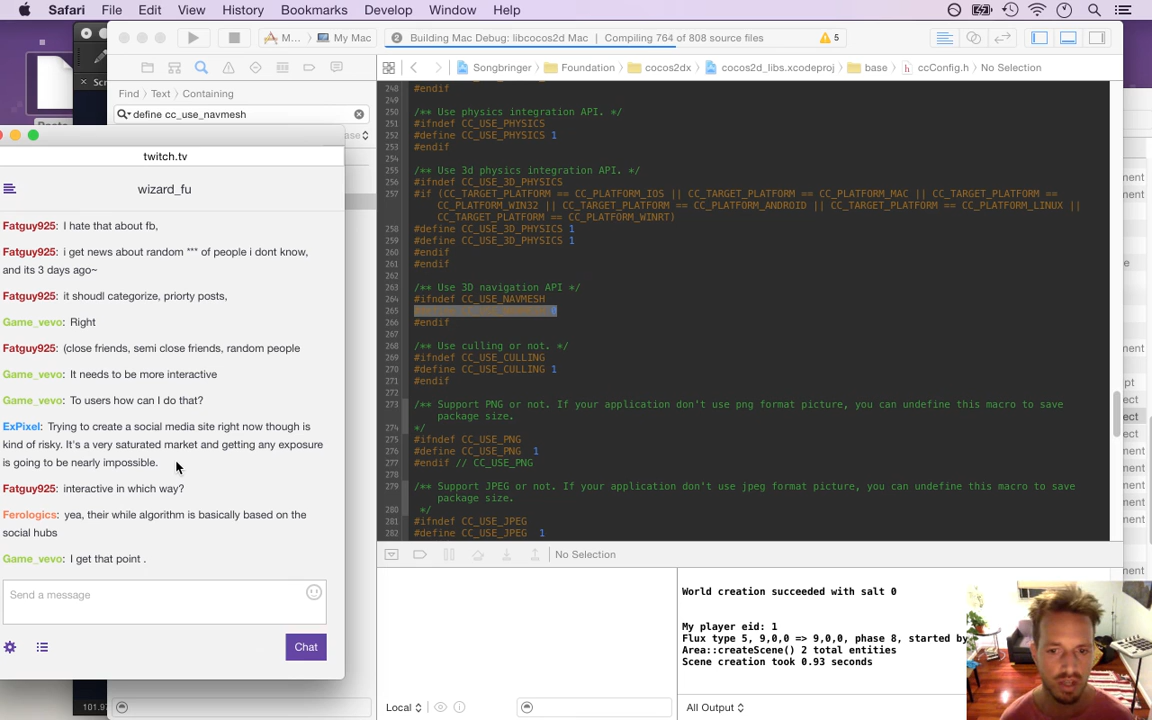 Safari File Edit View History Bookmarks Develop Window Help
M... My Mac
2 Building Mac Debug: libcocos2d Mac | Compiling 764 of 808 source files 5
Songbringer Foundation cocos2dx cocos2d_libs.xcodeproj base ccConfig.h No Selection
Find Text Containing
define cc_use_navmesh
twitch.tv
wizard_fu
Fatguy925: I hate that about fb,
Fatguy925: i get news about random *** of people i dont know,
and its 3 days ago~
Fatguy925: it shoudl categorize, priorty posts,
Game_vevo: Right
Fatguy925: (close friends, semi close friends, random people
Game_vevo: It needs to be more interactive
Game_vevo: To users how can I do that?
ExPixel: Trying to create a social media site right now though is
kind of risky. It's a very saturated market and getting any exposure
is going to be nearly impossible.
Fatguy925: interactive in which way?
Ferologics: yea, their while algorithm is basically based on the
social hubs
Game_vevo: I get that point .
Send a message
Chat
248 #endif
249
250 /** Use physics integration API. */
251 #ifndef CC_USE_PHYSICS
252 #define CC_USE_PHYSICS 1
253 #endif
254
255 /** Use 3d physics integration API. */
256 #ifndef CC_USE_3D_PHYSICS
257 #if (CC_TARGET_PLATFORM == CC_PLATFORM_IOS || CC_TARGET_PLATFORM == CC_PLATFORM_MAC || CC_TARGET_PLATFORM ==
CC_PLATFORM_WIN32 || CC_TARGET_PLATFORM == CC_PLATFORM_ANDROID || CC_TARGET_PLATFORM == CC_PLATFORM_LINUX ||
CC_TARGET_PLATFORM == CC_PLATFORM_WINRT)
258 #define CC_USE_3D_PHYSICS 1
259 #define CC_USE_3D_PHYSICS 1
260 #endif
261 #endif
262
263 /** Use 3D navigation API */
264 #ifndef CC_USE_NAVMESH
265
266 #endif
267
268 /** Use culling or not. */
269 #ifndef CC_USE_CULLING
270 #define CC_USE_CULLING 1
271 #endif
272
273 /** Support PNG or not. If your application don't use png format picture, you can undefine this macro to save
package size.
274 */
275 #ifndef CC_USE_PNG
276 #define CC_USE_PNG 1
277 #endif // CC_USE_PNG
278
279 /** Support JPEG or not. If your application don't use jpeg format picture, you can undefine this macro to save
package size.
280 */
281 #ifndef CC_USE_JPEG
282 #define CC_USE_JPEG 1
No Selection
World creation succeeded with salt 0
My player eid: 1
Flux type 5, 9,0,0 => 9,0,0, phase 8, started by
Area::createScene() 2 total entities
Scene creation took 0.93 seconds
Local
All Output